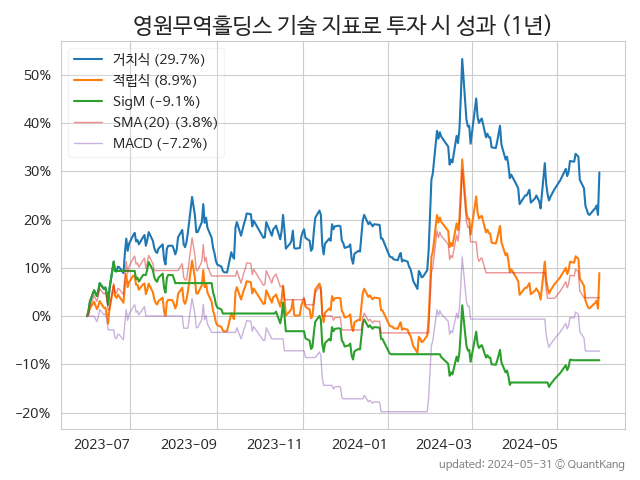 영원무역홀딩스 기술 지표로 투자 시 성과 (1년)
거치식 (29.7%)
적립식 (8.9%)
SigM (−9.1%)
SMA(20) (3.8%)
MACD (−7.2%)
50%
40%
30%
20%
10%
0%
−10%
−20%
2023−07 2023−09 2023−11 2024−01 2024−03 2024−05
updated: 2024−05−31 © QuantKang